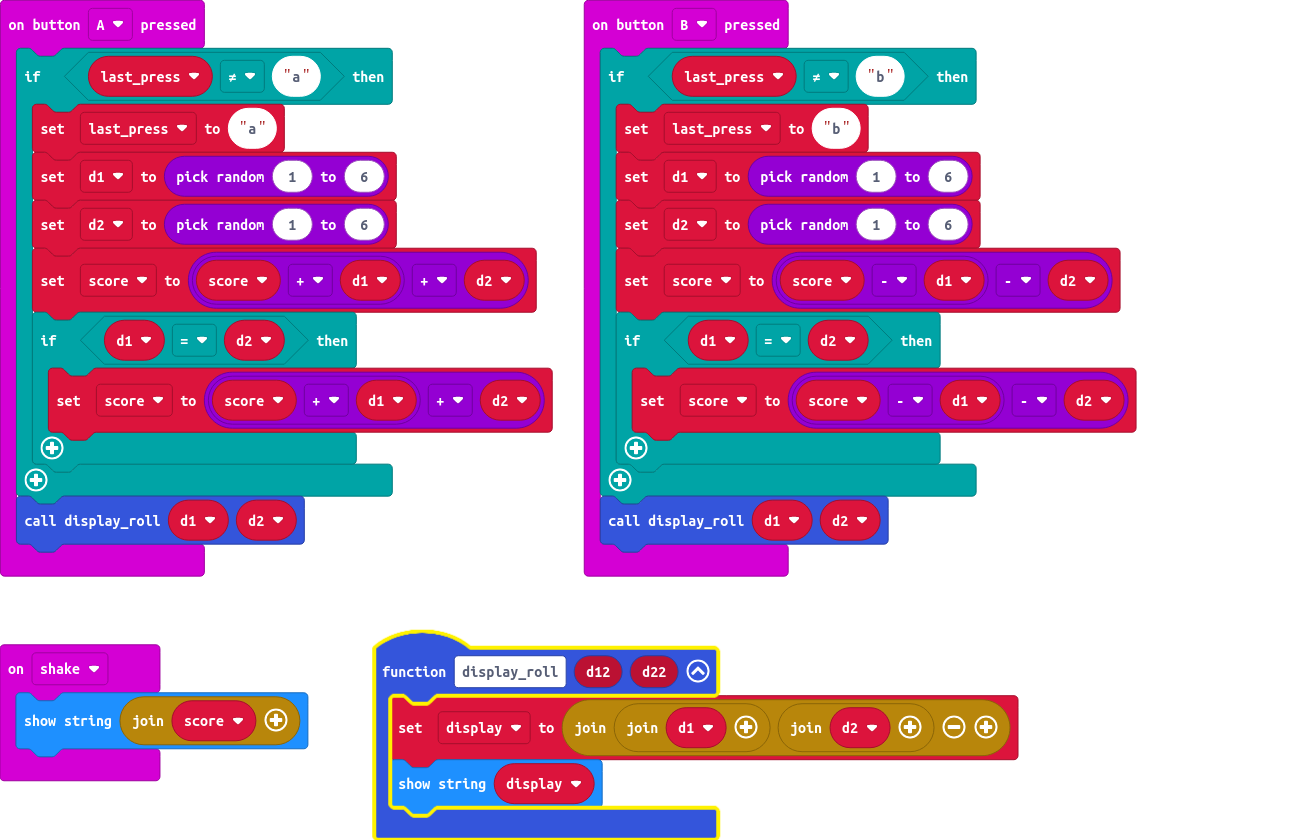 on button A pressed
if last_press ≠ "a" then
set last_press to "a"
set d1 to pick random 1 to 6
set d2 to pick random 1 to 6
set score to score + d1 + d2
if d1 = d2 then
set score to score + d1 + d2
call display_roll d1 d2
on button B pressed
if last_press ≠ "b" then
set last_press to "b"
set d1 to pick random 1 to 6
set d2 to pick random 1 to 6
set score to score - d1 - d2
if d1 = d2 then
set score to score - d1 - d2
call display_roll d1 d2
on shake
show string join score
function display_roll d12 d22
set display to join join d1 join d2
show string display